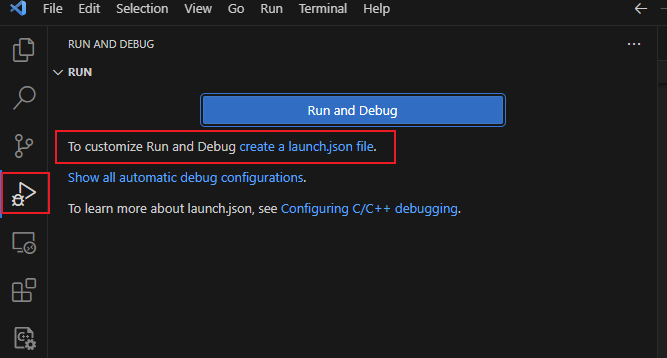 File Edit Selection View Go Run Terminal Help
RUN AND DEBUG
RUN
Run and Debug
To customize Run and Debug create a launch.json file.
Show all automatic debug configurations.
To learn more about launch.json, see Configuring C/C++ debugging.